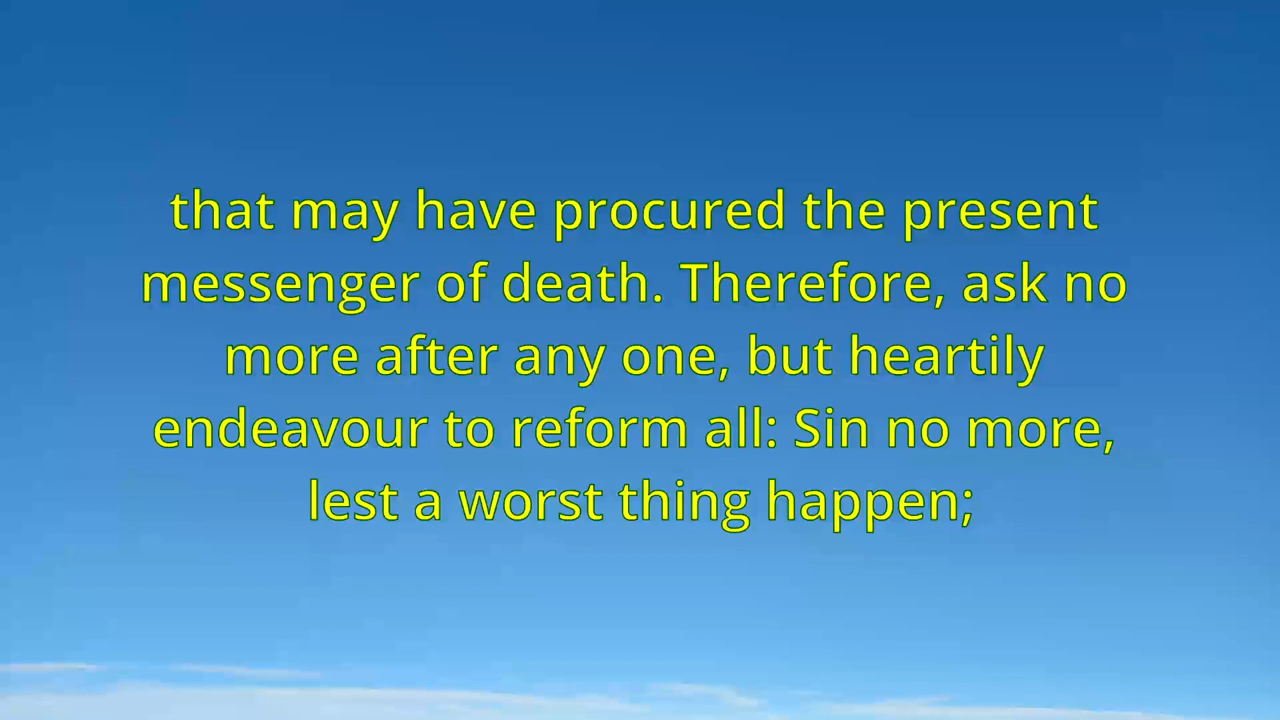 that may have procured the present
messenger of death. Therefore, ask no
more after any one, but heartily
endeavour to reform all: Sin no more,
lest a worst thing happen;